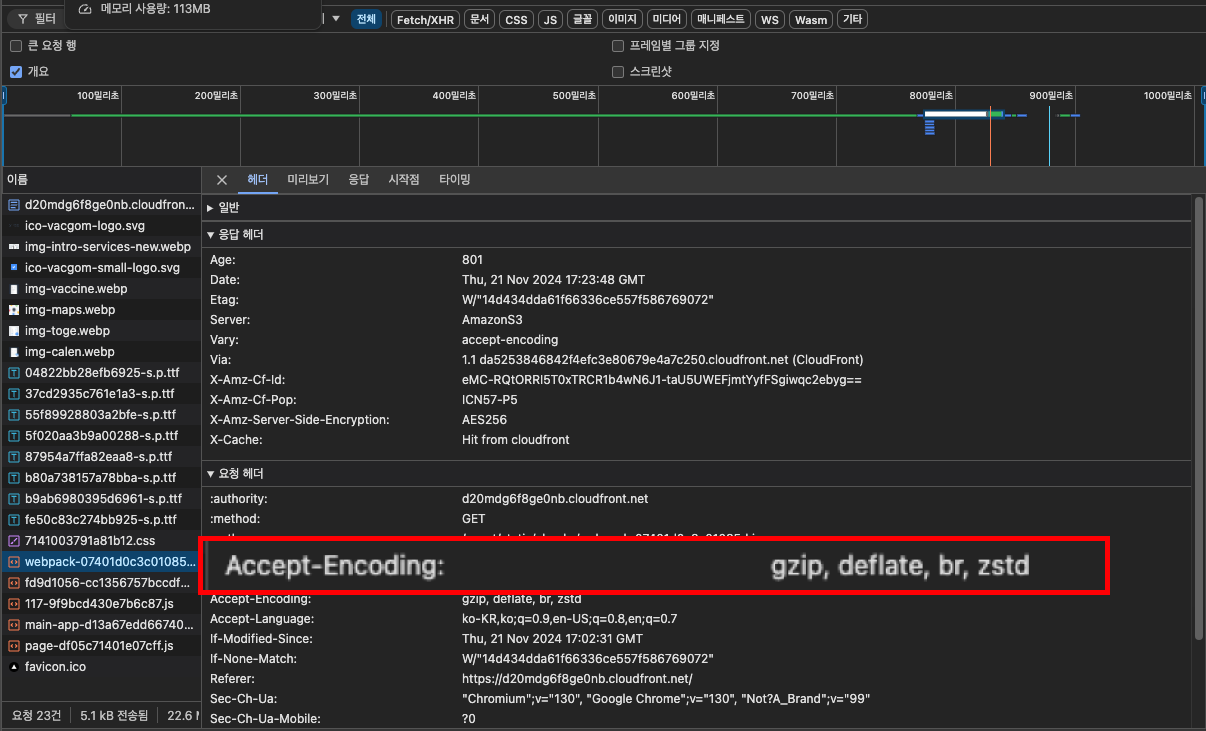 메모리 사용량: 113MB
필터
전체 Fetch/XHR 문서 CSS JS 글꼴 이미지 미디어 매니페스트 WS Wasm 기타
큰 요청 행
프레임별 그룹 지정
개요
스크린샷
100밀리초 200밀리초 300밀리초 400밀리초 500밀리초 600밀리초 700밀리초 800밀리초 900밀리초 1000밀리초
이름
d20mdg6f8ge0nb.cloudfron...
ico-vacgom-logo.svg
img-intro-services-new.webp
ico-vacgom-small-logo.svg
img-vaccine.webp
img-maps.webp
img-toge.webp
img-calen.webp
04822bb28efb6925-s.p.ttf
37cd2935c761e1a3-s.p.ttf
55f89928803a2bfe-s.p.ttf
5f020aa3b9a00288-s.p.ttf
87954a7ffa82eaa8-s.p.ttf
b80a738157a78bba-s.p.ttf
b9ab6980395d6961-s.p.ttf
fe50c83c274bb925-s.p.ttf
7141003791a81b12.css
webpack-07401d0c3c01085...
fd9d1056-cc1356757bccdf...
117-9f9bcd430e7b6c87.js
main-app-d13a67edd66740...
page-df05c71401e07cff.js
favicon.ico
요청 23건 5.1 kB 전송됨 22.6
헤더 미리보기 응답 시작점 타이밍
일반
응답 헤더
Age: 801
Date: Thu, 21 Nov 2024 17:23:48 GMT
Etag: W/"14d434dda61f66336ce557f586769072"
Server: AmazonS3
Vary: accept-encoding
Via: 1.1 da5253846842f4efc3e80679e4a7c250.cloudfront.net (CloudFront)
X-Amz-Cf-Id: eMC-RQtORRI5T0xTRCR1b4wN6J1-taU5UWEFjmtYyfFSgiwqc2ebyg==
X-Amz-Cf-Pop: ICN57-P5
X-Amz-Server-Side-Encryption: AES256
X-Cache: Hit from cloudfront
요청 헤더
:authority: d20mdg6f8ge0nb.cloudfront.net
:method: GET
Accept-Encoding: gzip, deflate, br, zstd
Accept-Encoding: gzip, deflate, br, zstd
Accept-Language: ko-KR,ko;q=0.9,en-US;q=0.8,en;q=0.7
If-Modified-Since: Thu, 21 Nov 2024 17:02:31 GMT
If-None-Match: W/"14d434dda61f66336ce557f586769072"
Referer: https://d20mdg6f8ge0nb.cloudfront.net/
Sec-Ch-Ua: "Chromium";v="130", "Google Chrome";v="130", "Not?A_Brand";v="99"
Sec-Ch-Ua-Mobile: ?0